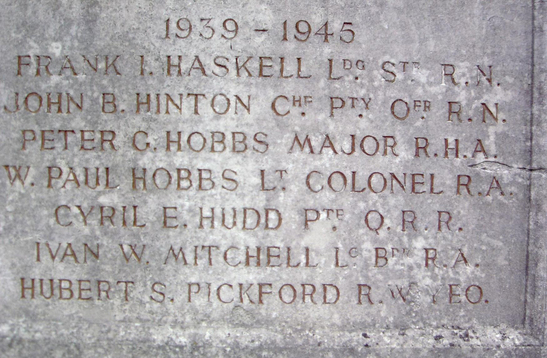 1939 - 1945
FRANK I. HASKELL LDG. STR. R.N.
JOHN B. HINTON CHF. PTY OFR R.N.
PETER G. HOBBS MAJOR R.H.A.
W. PAUL HOBBS LT COLONEL R.A.
CYRIL E. HUDD PTE. Q.R.R.
IVAN W. MITCHELL LC BDR R.A.
HUBERT S. PICKFORD R.W. YEO.